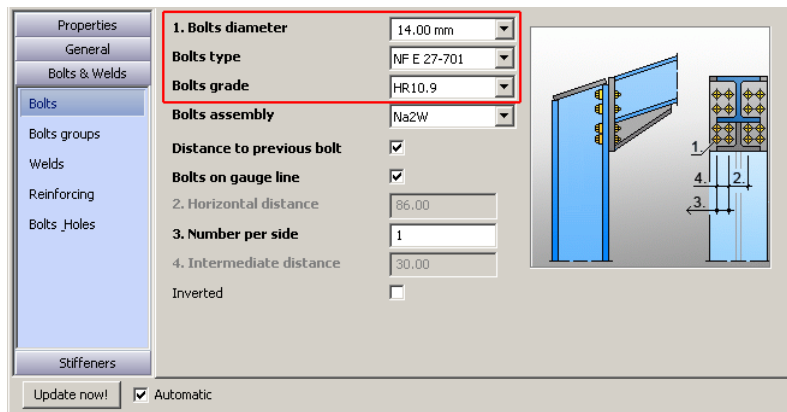 Properties
General
Bolts & Welds
Bolts
Bolts groups
Welds
Reinforcing
Bolts_Holes
Stiffeners
1. Bolts diameter 14.00 mm
Bolts type NF E 27-701
Bolts grade HR10.9
Bolts assembly Na2W
Distance to previous bolt
Bolts on gauge line
2. Horizontal distance 86.00
3. Number per side 1
4. Intermediate distance 30.00
Inverted
1.
4. 2.
3.
Update now! Automatic